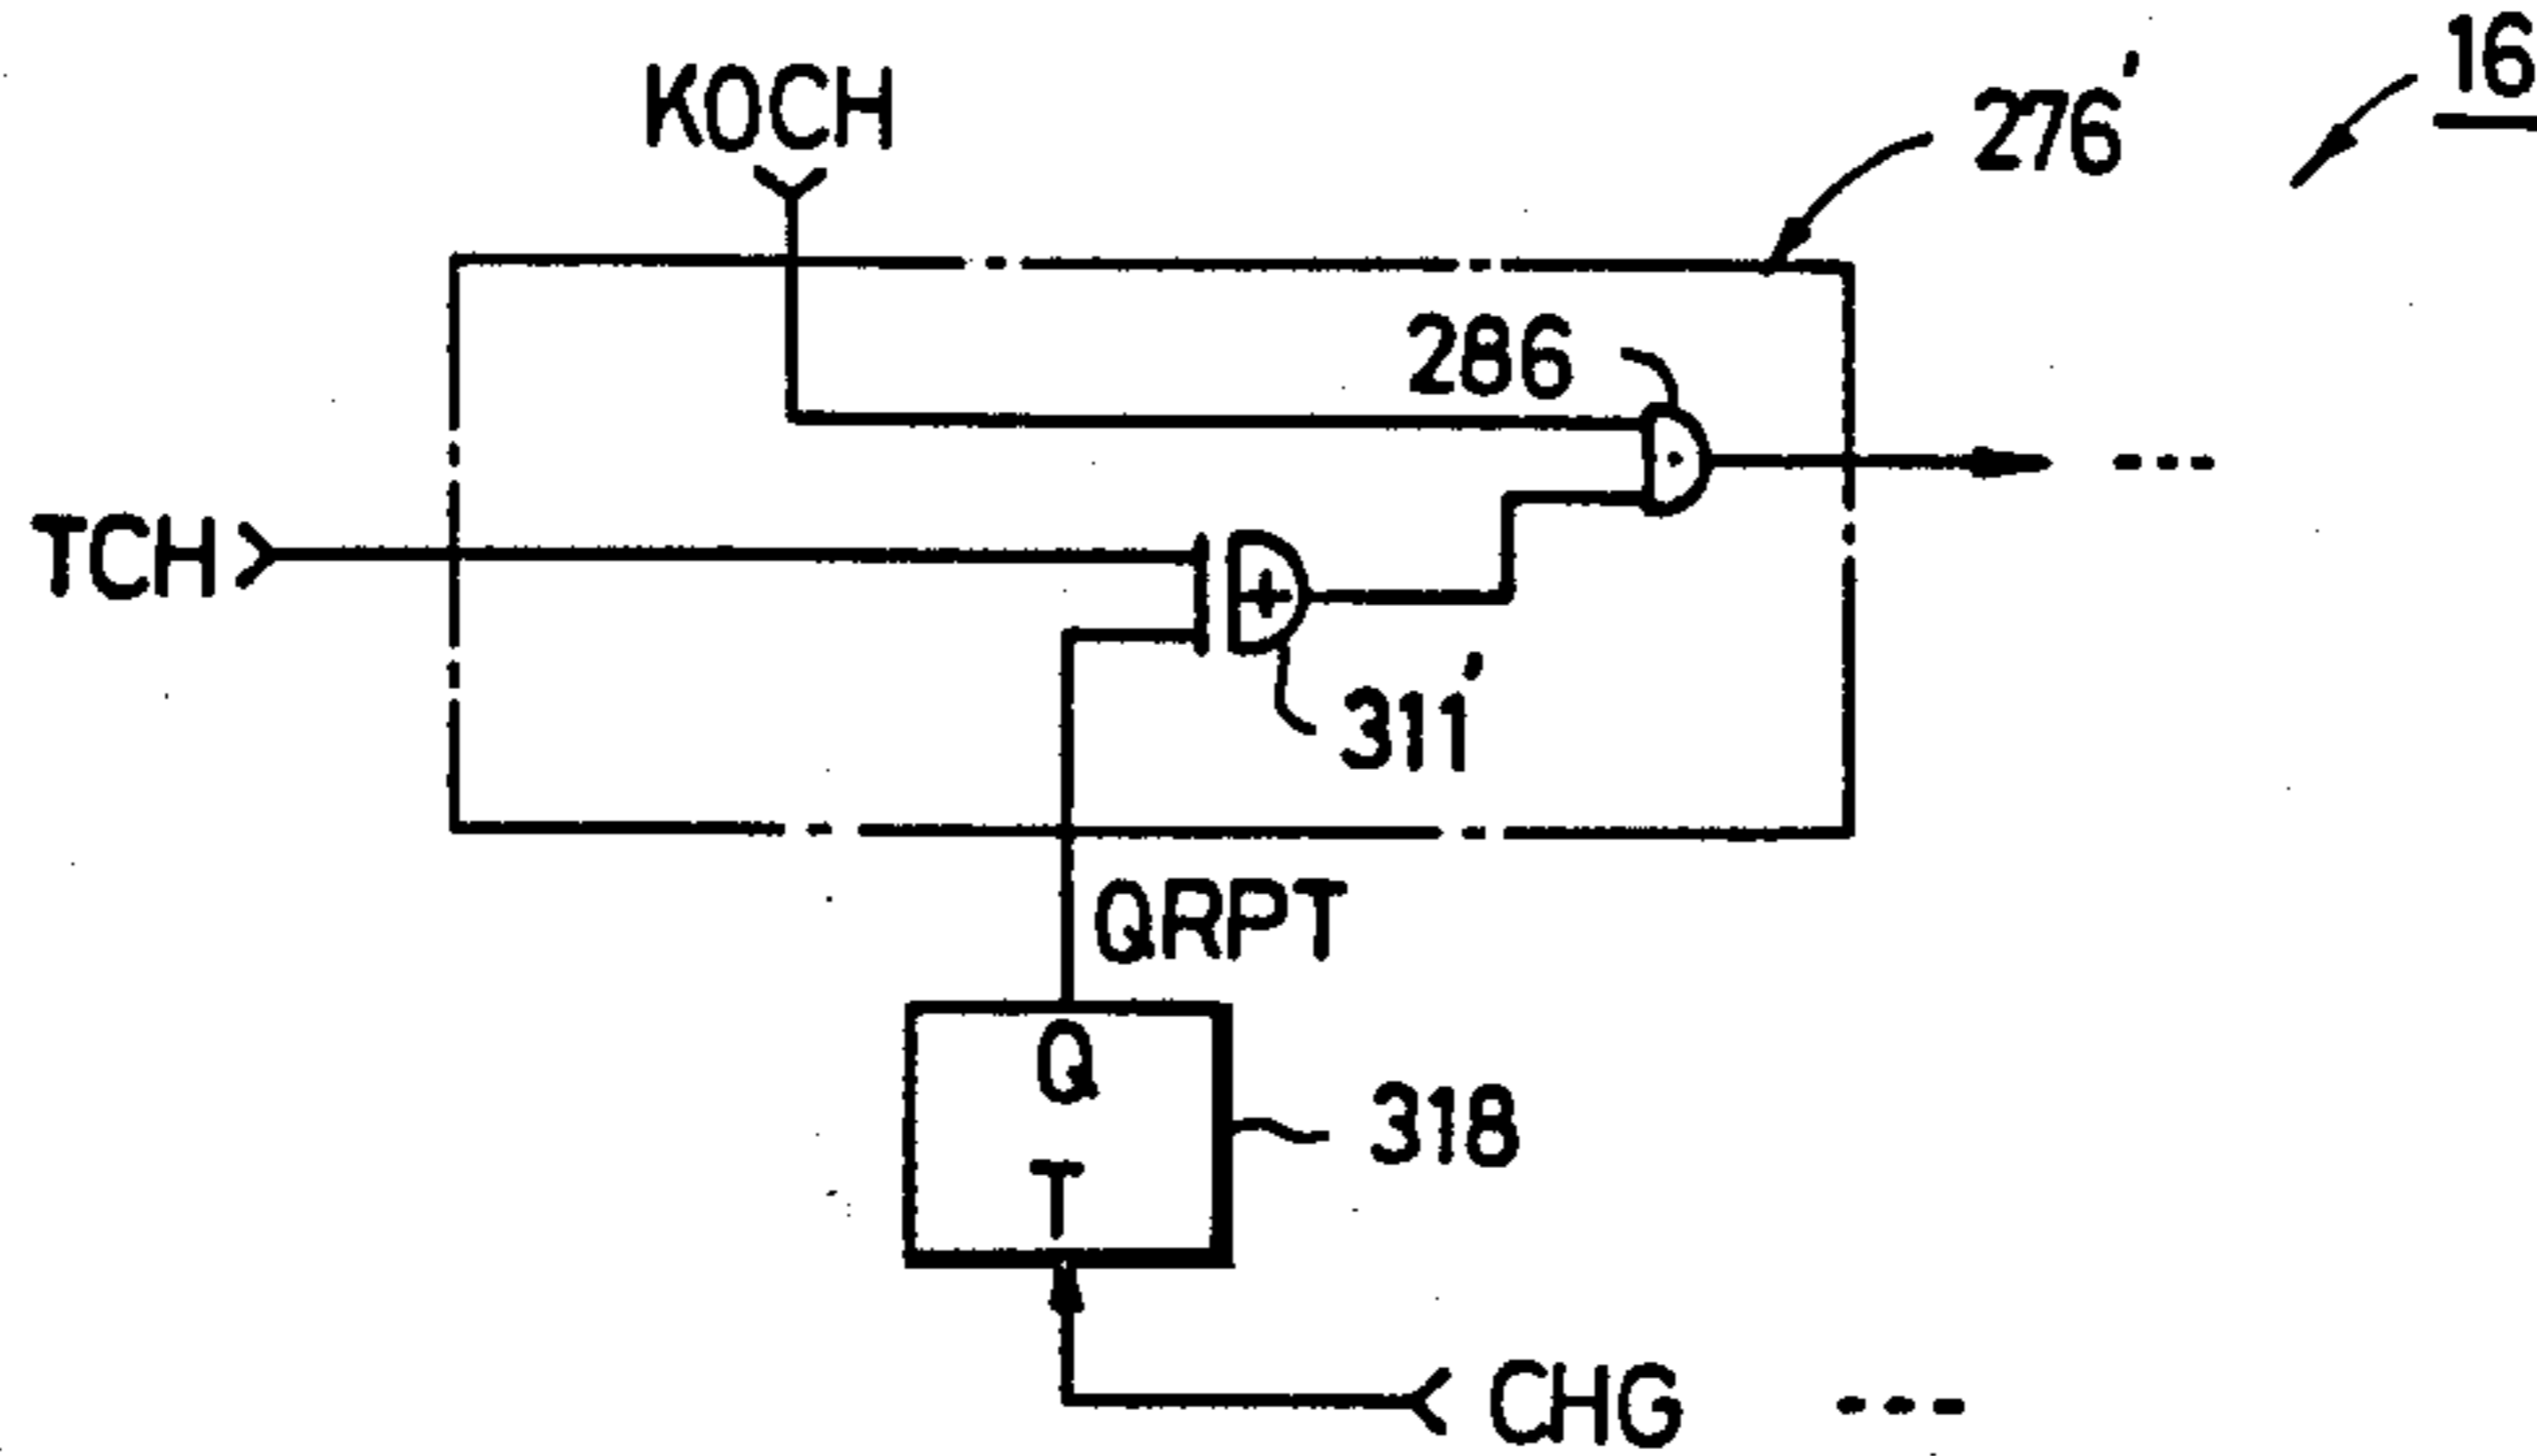 16
KOCH
276'
286
TCH
+
311'
QRPT
Q
318
T
CHG ---